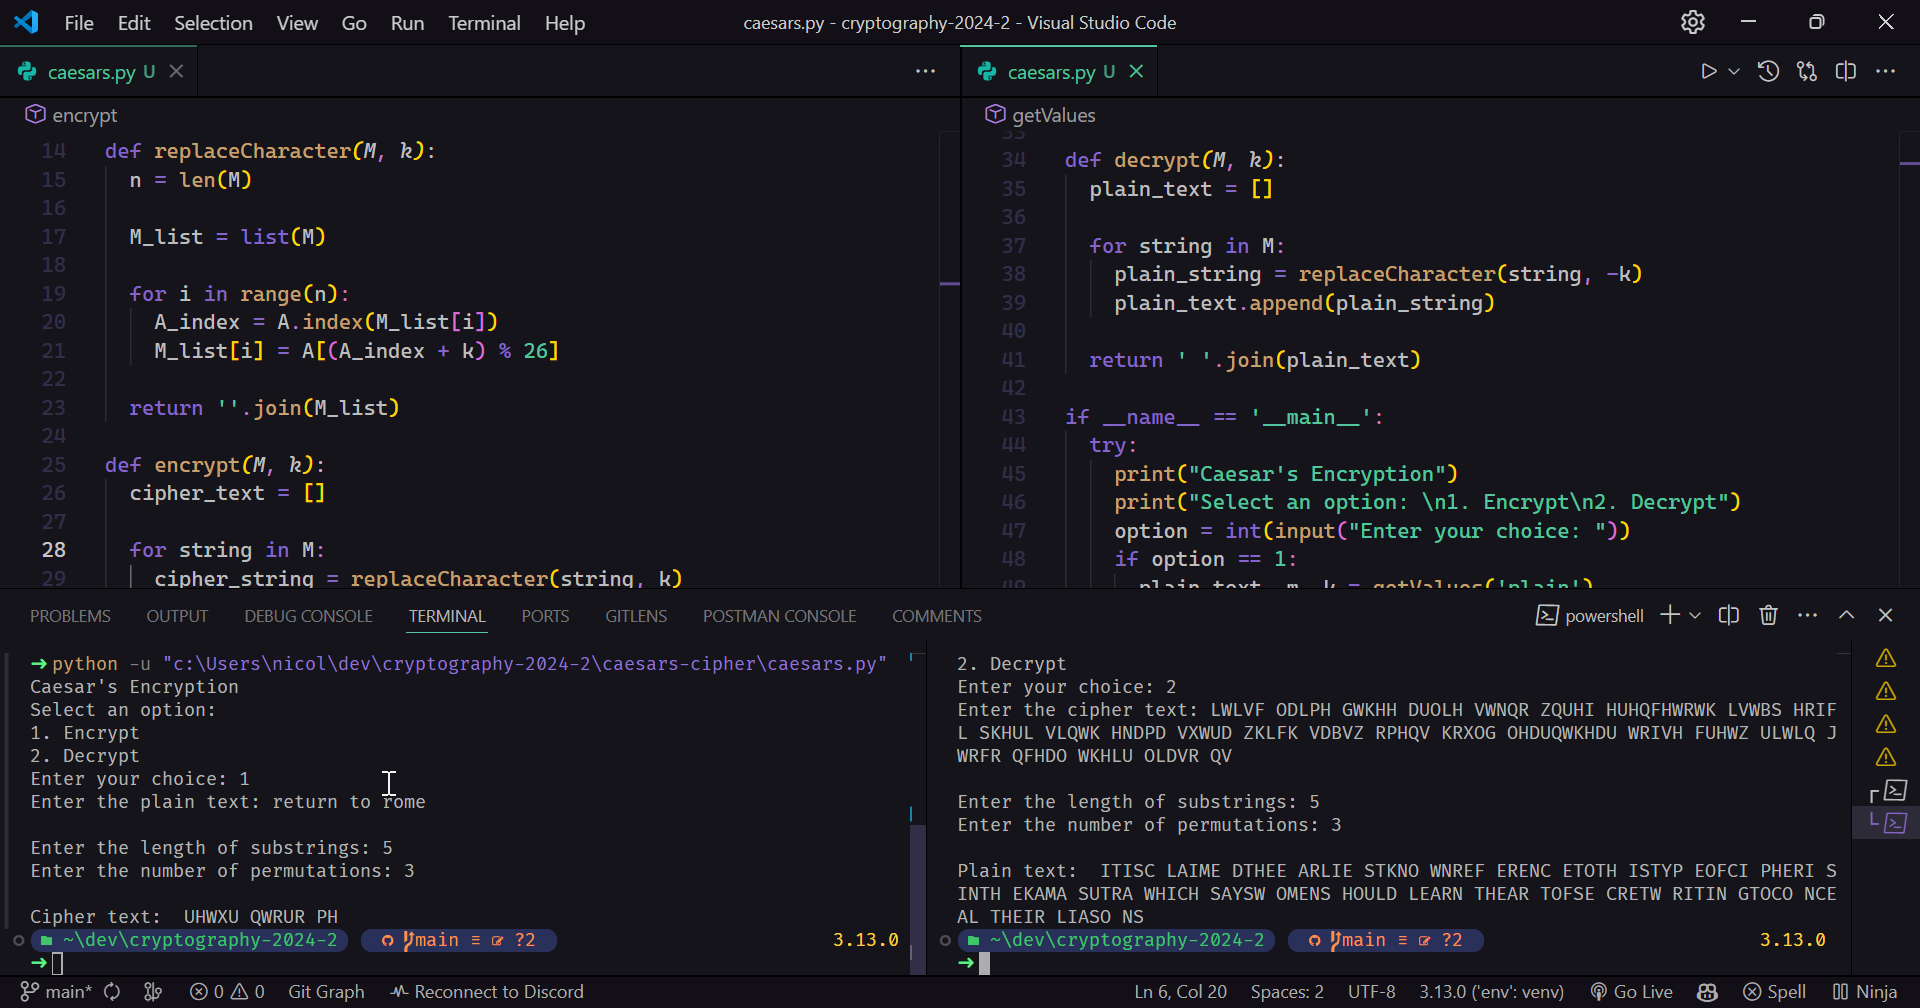 File Edit Selection View Go Run Terminal Help
caesars.py - cryptography-2024-2 - Visual Studio Code
caesars.py U
encrypt
14 def replaceCharacter(M, k):
15 n = len(M)
16
17 M_list = list(M)
18
19 for i in range(n):
20 A_index = A.index(M_list[i])
21 M_list[i] = A[(A_index + k) % 26]
22
23 return ''.join(M_list)
24
25 def encrypt(M, k):
26 cipher_text = []
27
28 for string in M:
29 cipher_string = replaceCharacter(string, k)
caesars.py U
getValues
33
34 def decrypt(M, k):
35 plain_text = []
36
37 for string in M:
38 plain_string = replaceCharacter(string, -k)
39 plain_text.append(plain_string)
40
41 return ' '.join(plain_text)
42
43 if __name__ == '__main__':
44 try:
45 print("Caesar's Encryption")
46 print("Select an option: \n1. Encrypt\n2. Decrypt")
47 option = int(input("Enter your choice: "))
48 if option == 1:
49 plain_text, m, k = getValues('plain')
PROBLEMS OUTPUT DEBUG CONSOLE TERMINAL PORTS GITLENS POSTMAN CONSOLE COMMENTS
powershell
→ python -u "c:\Users\nicol\dev\cryptography-2024-2\caesars-cipher\caesars.py"
Caesar's Encryption
Select an option:
1. Encrypt
2. Decrypt
Enter your choice: 1
Enter the plain text: return to rome
Enter the length of substrings: 5
Enter the number of permutations: 3
Cipher text:  UHWXU QWRUR PH
~\dev\cryptography-2024-2 main ≡ ?2 3.13.0
→
2. Decrypt
Enter your choice: 2
Enter the cipher text: LWLVF ODLPH GWKHH DUOLH VWNQR ZQUHI HUHQFHWRWK LVWBS HRIF
L SKHUL VLQWK HNDPD VXWUD ZKLFK VDBVZ RPHQV KRXOG OHDUQWKHDU WRIVH FUHWZ ULWLQ J
WRFR QFHDO WKHLU OLDVR QV
Enter the length of substrings: 5
Enter the number of permutations: 3
Plain text:  ITISC LAIME DTHEE ARLIE STKNO WNREF ERENC ETOTH ISTYP EOFCI PHERI S
INTH EKAMA SUTRA WHICH SAYSW OMENS HOULD LEARN THEAR TOFSE CRETW RITIN GTOCO NCE
AL THEIR LIASO NS
~\dev\cryptography-2024-2 main ≡ ?2 3.13.0
→
main* 0 0 Git Graph Reconnect to Discord Ln 6, Col 20 Spaces: 2 UTF-8 3.13.0 ('env': venv) Go Live Spell Ninja